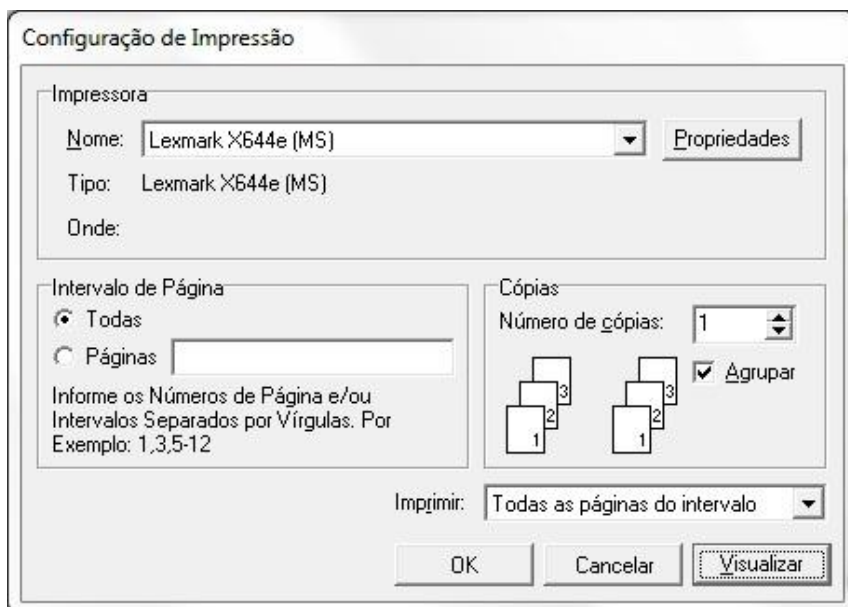 Configuração de Impressão
Impressora
Nome: Lexmark X644e (MS) Propriedades
Tipo: Lexmark X644e (MS)
Onde:
Intervalo de Página
Todas
Páginas
Informe os Números de Página e/ou
Intervalos Separados por Vírgulas. Por
Exemplo: 1,3,5-12
Cópias
Número de cópias: 1
Agrupar
3 3
2 2
1 1
Imprimir: Todas as páginas do intervalo
OK Cancelar Visualizar